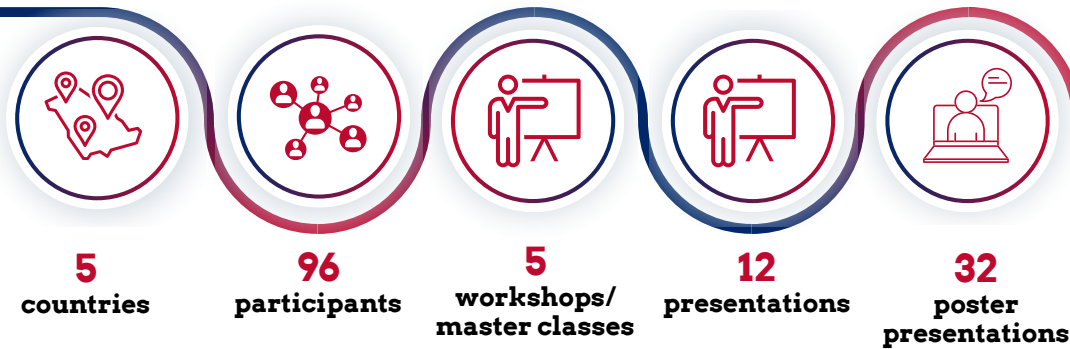 5
countries
96
participants
5
workshops/
master classes
12
presentations
32
poster
presentations